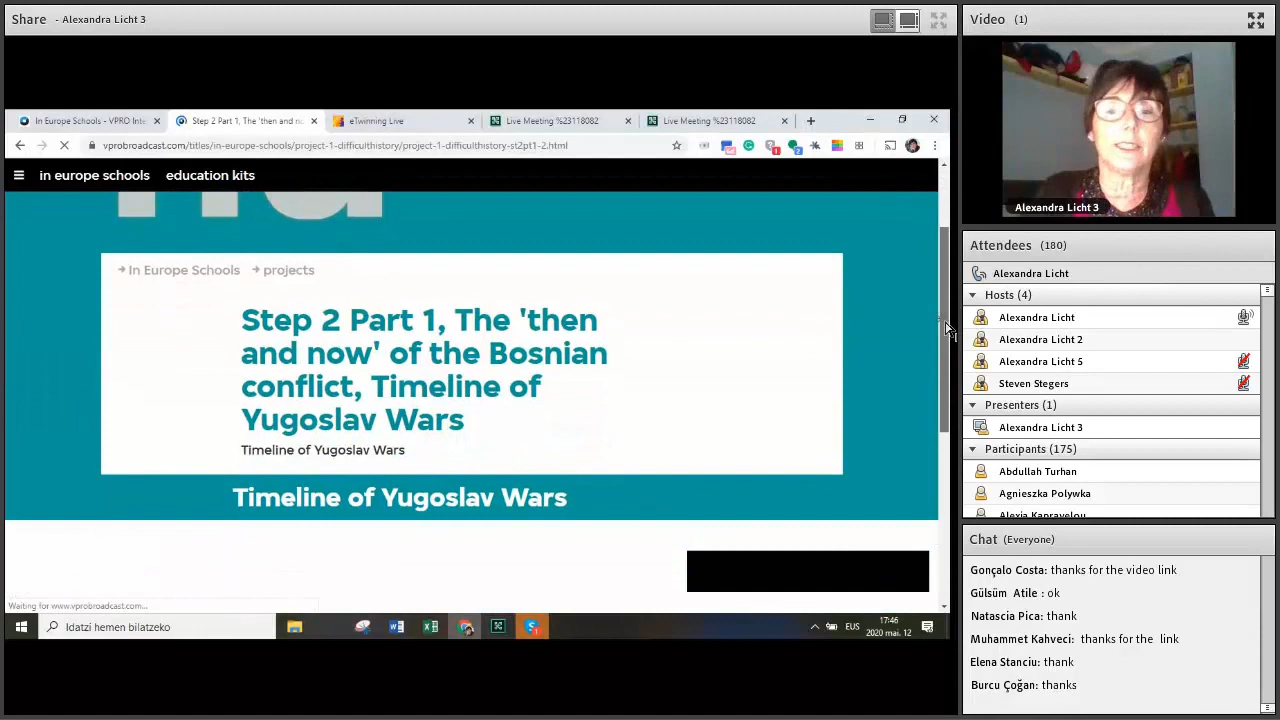 Share - Alexandra Licht 3
In Europe Schools - VPRO Inte
Step 2 Part 1, The 'then and no
eTwinning Live
Live Meeting %23118082
Live Meeting %23118082
vprobroadcast.com/titles/in-europe-schools/project-1-difficulthistory/project-1-difficulthistory-st2pt1-2.html
in europe schools education kits
In Europe Schools projects
Step 2 Part 1, The 'then
and now' of the Bosnian
conflict, Timeline of
Yugoslav Wars
Timeline of Yugoslav Wars
Timeline of Yugoslav Wars
Waiting for www.vprobroadcast.com...
Idatzi hemen bilatzeko
EUS
17:46
2020 mai. 12
Video (1)
Alexandra Licht 3
Attendees (180)
Alexandra Licht
Hosts (4)
Alexandra Licht
Alexandra Licht 2
Alexandra Licht 5
Steven Stegers
Presenters (1)
Alexandra Licht 3
Participants (175)
Abdullah Turhan
Agnieszka Polywka
Alexia Kapravelou
Chat (Everyone)
Gonçalo Costa: thanks for the video link
Gülsüm Atile : ok
Natascia Pica: thank
Muhammet Kahveci: thanks for the link
Elena Stanciu: thank
Burcu Çoğan: thanks